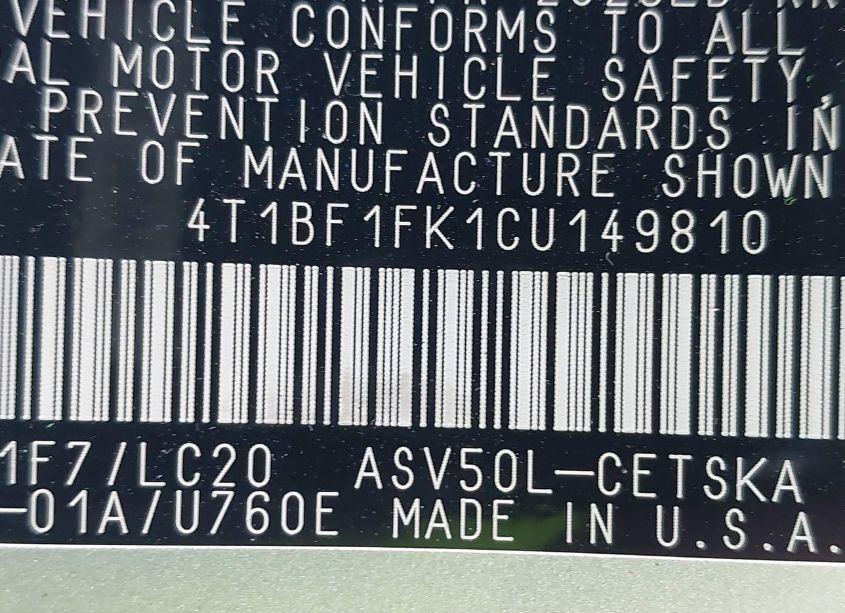 VEHICLE CONFORMS TO ALL
AL MOTOR VEHICLE SAFETY,
PREVENTION STANDARDS IN
ATE OF MANUFACTURE SHOWN
4T1BF1FK1CU149810
1F7/LC20 ASV50L-CETSKA
-01A/U760E MADE IN U.S.A.